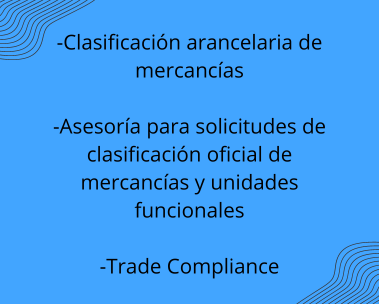 -Clasificación arancelaria de
mercancías
-Asesoría para solicitudes de
clasificación oficial de
mercancías y unidades
funcionales
-Trade Compliance